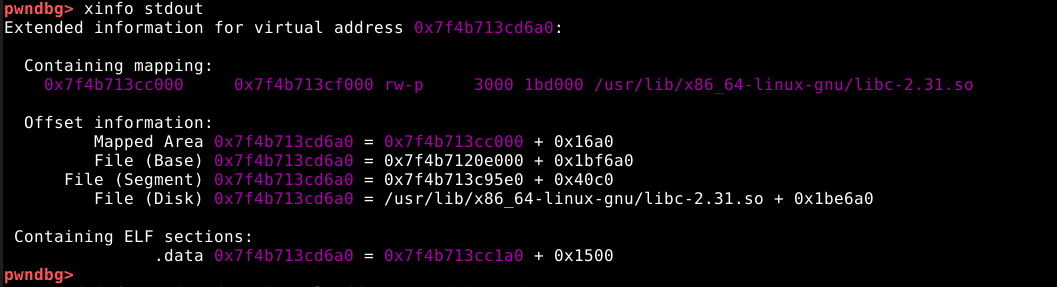 pwndbg> xinfo stdout
Extended information for virtual address 0x7f4b713cd6a0:
Containing mapping:
0x7f4b713cc000 0x7f4b713cf000 rw-p 3000 1bd000 /usr/lib/x86_64-linux-gnu/libc-2.31.so
Offset information:
Mapped Area 0x7f4b713cd6a0 = 0x7f4b713cc000 + 0x16a0
File (Base) 0x7f4b713cd6a0 = 0x7f4b7120e000 + 0x1bf6a0
File (Segment) 0x7f4b713cd6a0 = 0x7f4b713c95e0 + 0x40c0
File (Disk) 0x7f4b713cd6a0 = /usr/lib/x86_64-linux-gnu/libc-2.31.so + 0x1be6a0
Containing ELF sections:
.data 0x7f4b713cd6a0 = 0x7f4b713cc1a0 + 0x1500
pwndbg>